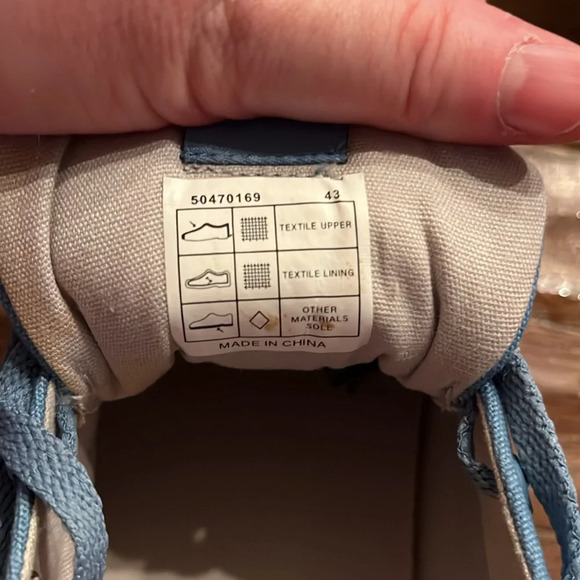 50470169 43
TEXTILE UPPER
TEXTILE LINING
OTHER
MATERIALS
SOLE
MADE IN CHINA